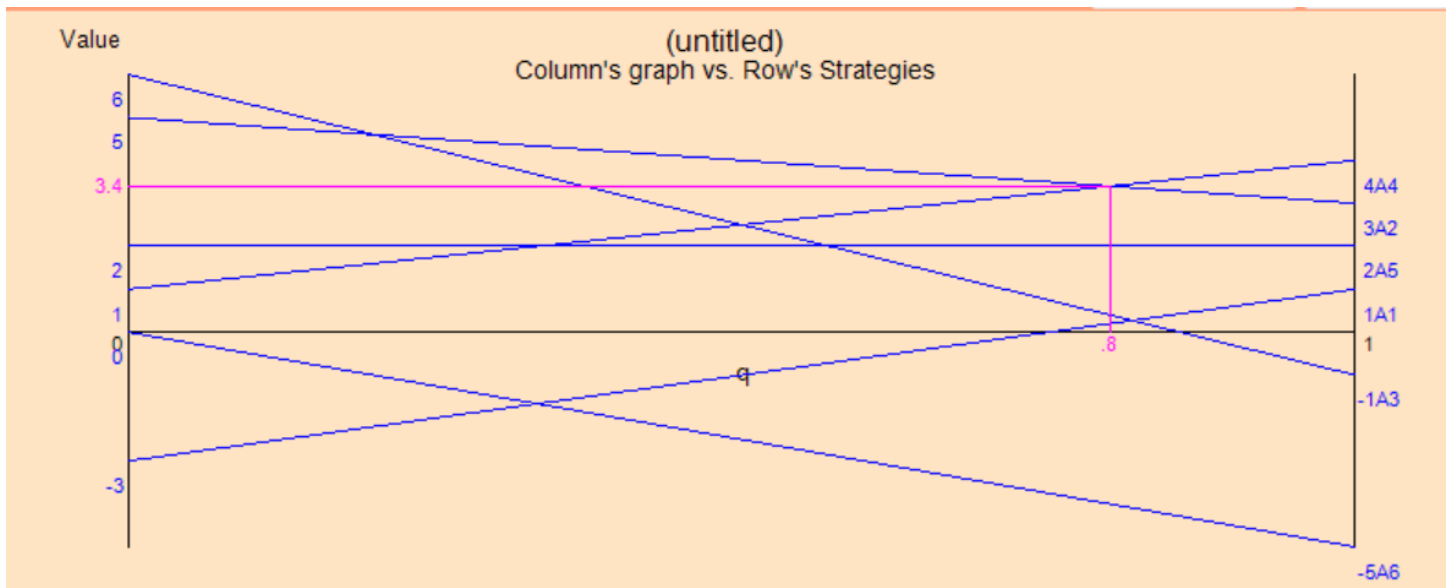 (untitled)
Value
Column's graph vs. Row's Strategies
6
5
3.4
4A4
3A2
2
2A5
1
1A1
0
0
.8
1
q
-1A3
-3
-5A6